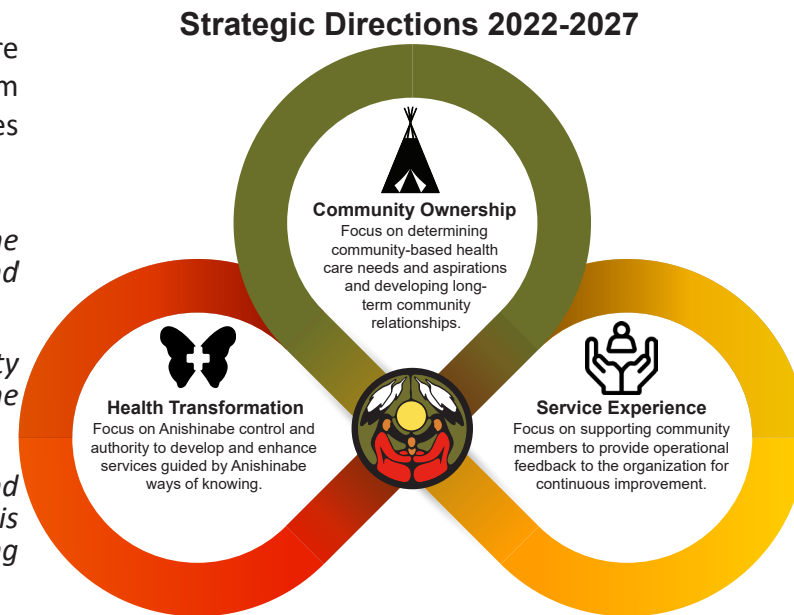 Strategic Directions 2022-2027
Community Ownership
Focus on determining
community-based health
care needs and aspirations
and developing long-
term community
relationships.
Health Transformation
Focus on Anishinabe control and
authority to develop and enhance
services guided by Anishinabe
ways of knowing.
Service Experience
Focus on supporting community
members to provide operational
feedback to the organization for
continuous improvement.